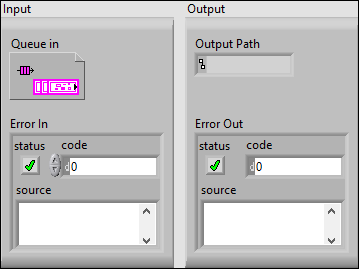 Input
Output
Queue in
Output Path
Error In
Error Out
status
code
status
code
d
0
d
0
source
source